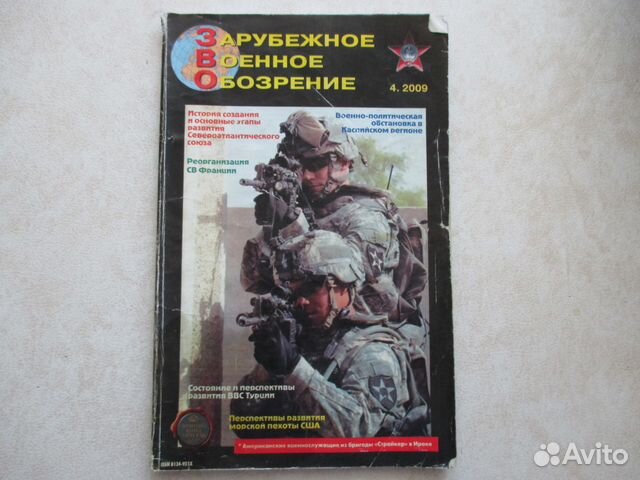 ЗАРУБЕЖНОЕ
ВОЕННОЕ
ОБОЗРЕНИЕ
4. 2009
История создания
и основные этапы
развития
Североатлантического
союза
Военно-политическая
обстановка в
Каспийском регионе
Реорганизация
СВ Франции
Состояние и перспективы
развития ВВС Турции
Перспективы развития
морской пехоты США
* Американские военнослужащие из бригады «Страйкер» в Ираке
Avito